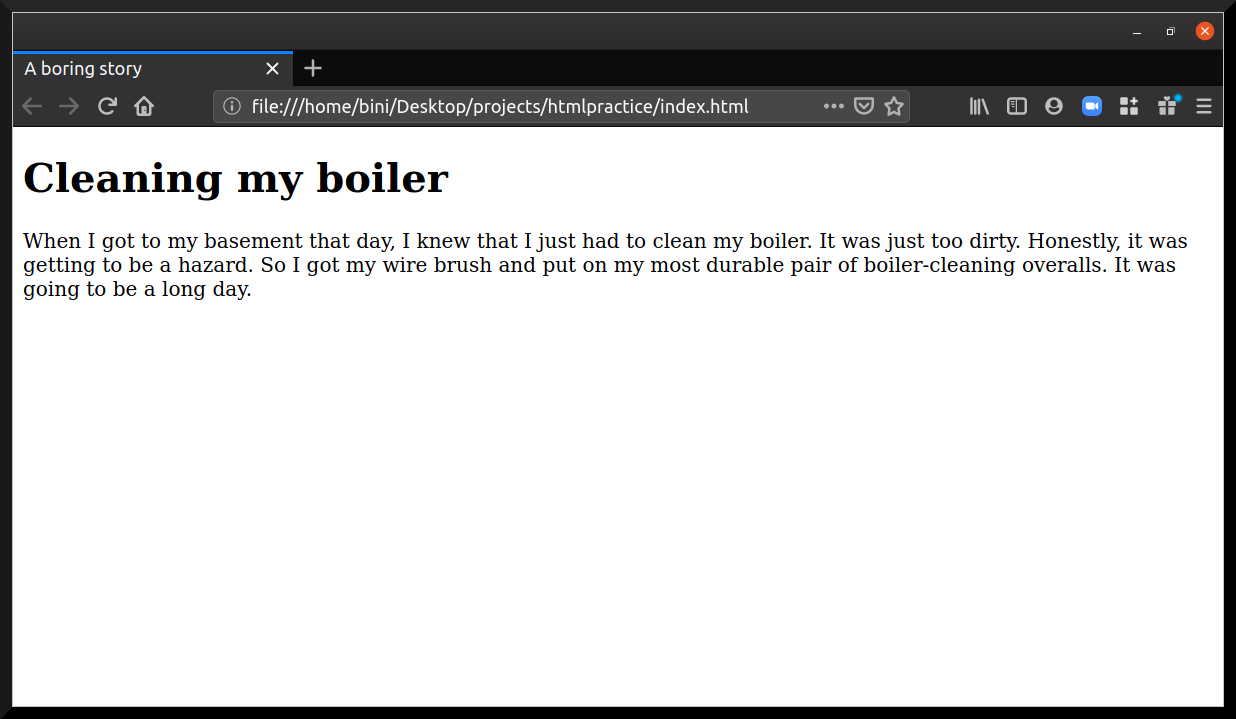 A boring story
file:///home/bini/Desktop/projects/htmlpractice/index.html
Cleaning my boiler
When I got to my basement that day, I knew that I just had to clean my boiler. It was just too dirty. Honestly, it was
getting to be a hazard. So I got my wire brush and put on my most durable pair of boiler-cleaning overalls. It was
going to be a long day.